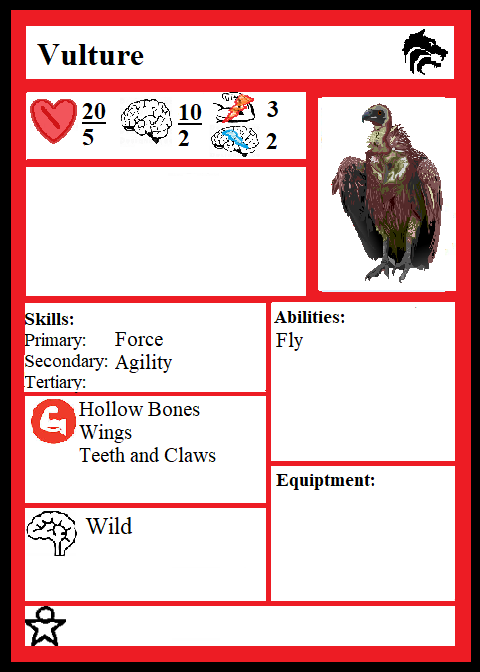 Vulture
20 10 3
5 2 2
Skills:
Primary: Force
Secondary: Agility
Tertiary:
Abilities:
Fly
Hollow Bones
Wings
Teeth and Claws
Equiptment:
Wild